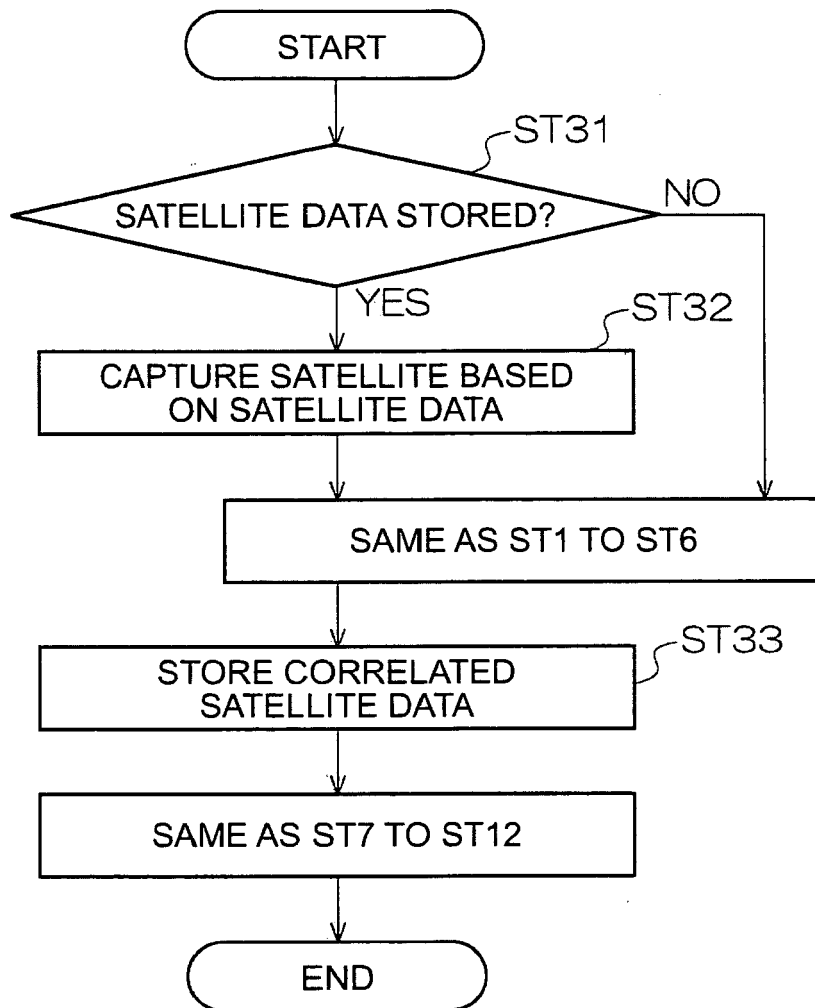 START
ST31
SATELLITE DATA STORED?
NO
YES
ST32
CAPTURE SATELLITE BASED
ON SATELLITE DATA
SAME AS ST1 TO ST6
ST33
STORE CORRELATED
SATELLITE DATA
SAME AS ST7 TO ST12
END